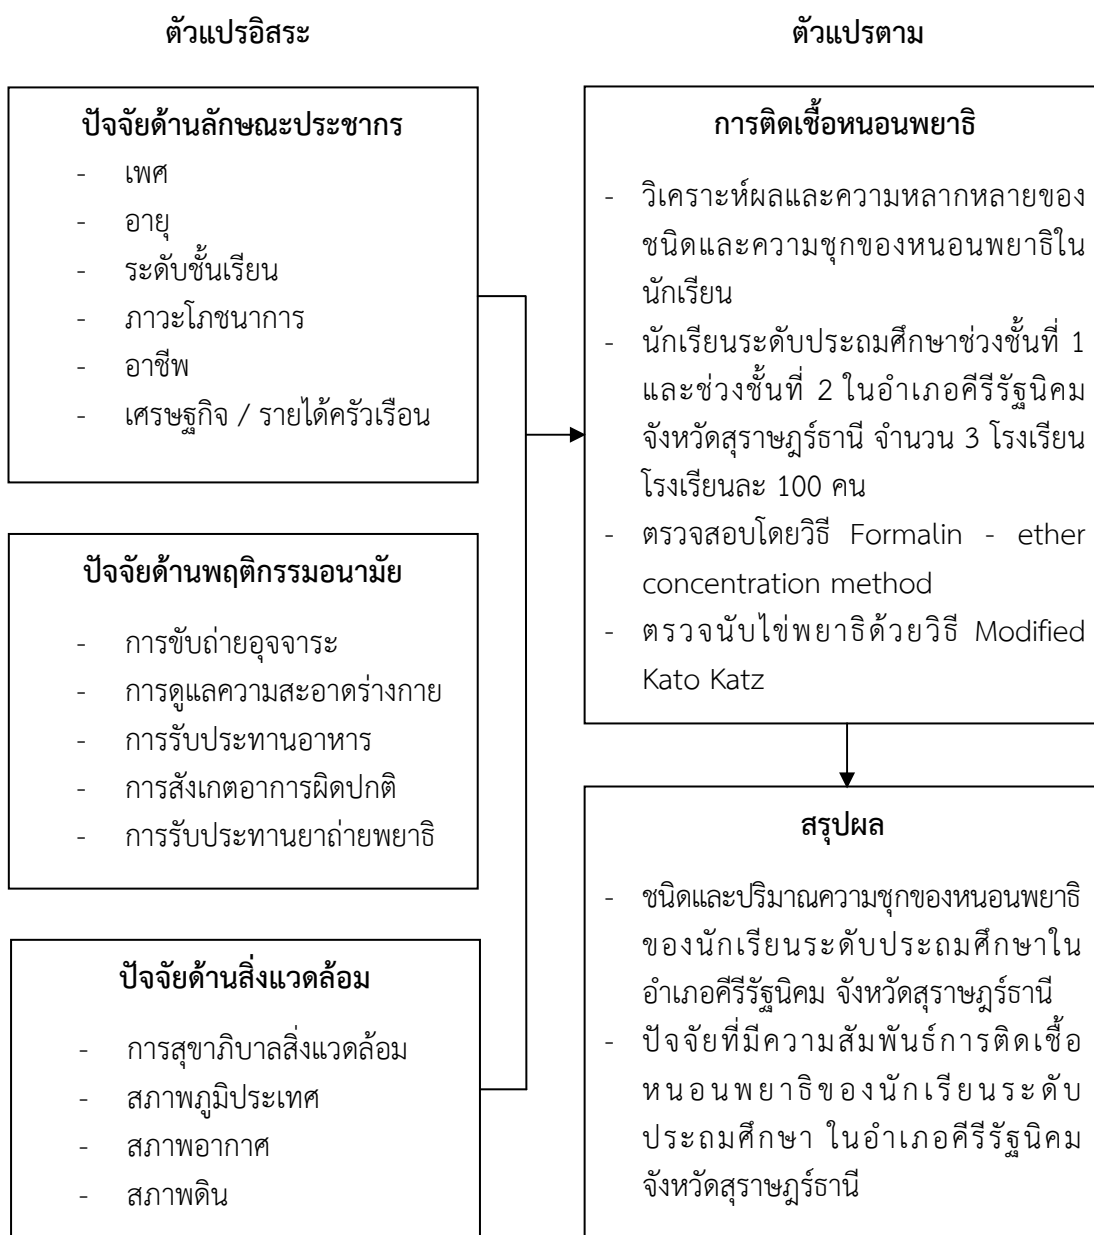 ตัวแปรอิสระ
ตัวแปรตาม
ปัจจัยด้านลักษณะประชากร
- เพศ
- อายุ
- ระดับชั้นเรียน
- ภาวะโภชนาการ
- อาชีพ
- เศรษฐกิจ / รายได้ครัวเรือน
ปัจจัยด้านพฤติกรรมอนามัย
- การขับถ่ายอุจจาระ
- การดูแลความสะอาดร่างกาย
- การรับประทานอาหาร
- การสังเกตอาการผิดปกติ
- การรับประทานยาถ่ายพยาธิ
ปัจจัยด้านสิ่งแวดล้อม
- การสุขาภิบาลสิ่งแวดล้อม
- สภาพภูมิประเทศ
- สภาพอากาศ
- สภาพดิน
การติดเชื้อหนอนพยาธิ
- วิเคราะห์ผลและความหลากหลายของ
ชนิดและความชุกของหนอนพยาธิใน
นักเรียน
- นักเรียนระดับประถมศึกษาช่วงชั้นที่ 1
และช่วงชั้นที่ 2 ในอำเภอคีรีรัฐนิคม
จังหวัดสุราษฎร์ธานี จำนวน 3 โรงเรียน
โรงเรียนละ 100 คน
- ตรวจสอบโดยวิธี Formalin - ether
concentration method
- ตรวจนับไข่พยาธิด้วยวิธี Modified
Kato Katz
สรุปผล
- ชนิดและปริมาณความชุกของหนอนพยาธิ
ของนักเรียนระดับประถมศึกษาใน
อำเภอคีรีรัฐนิคม จังหวัดสุราษฎร์ธานี
- ปัจจัยที่มีความสัมพันธ์การติดเชื้อ
หนอนพยาธิของนักเรียนระดับ
ประถมศึกษา ในอำเภอคีรีรัฐนิคม
จังหวัดสุราษฎร์ธานี